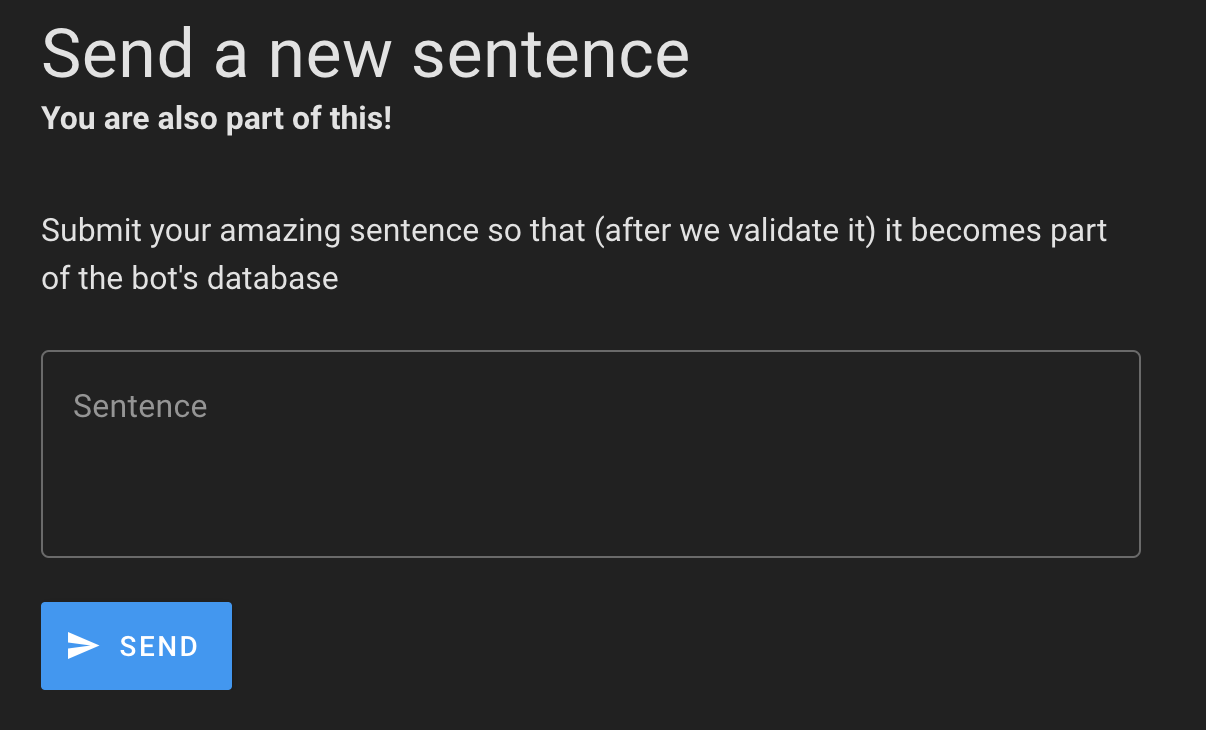 Send a new sentence
You are also part of this!
Submit your amazing sentence so that (after we validate it) it becomes part
of the bot's database
Sentence
SEND